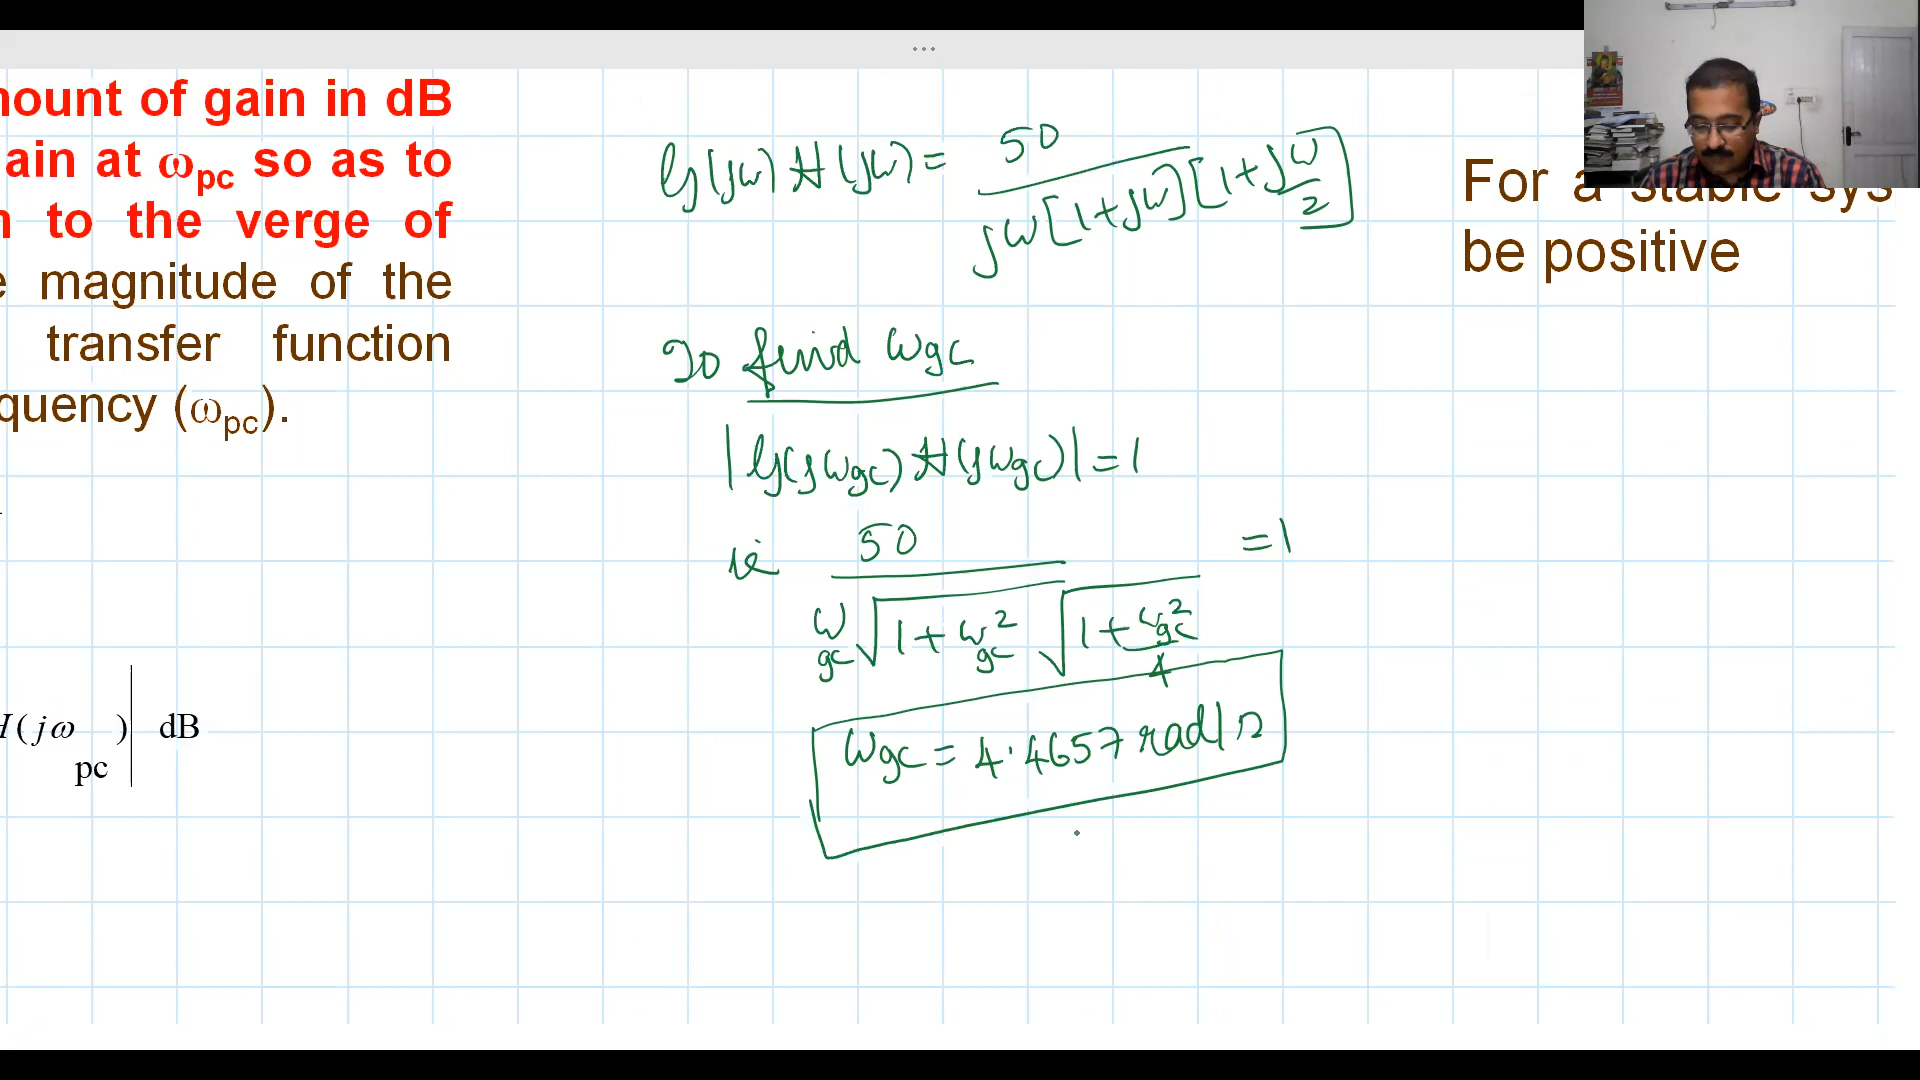 mount of gain in dB
ain at ωpc so as to
to the verge of
magnitude of the
transfer function
quency (ωpc).
H(jω pc)| dB
G(jω) H(jω) = 50 / jω[1+jω][1+jω/2]
To find ωgc
|G(jωgc) H(jωgc)| = 1
ie 50 / ωgc √(1+ωgc²) √(1+ωgc²/4) = 1
ωgc = 4.4657 rad/s
For a stable sys
be positive